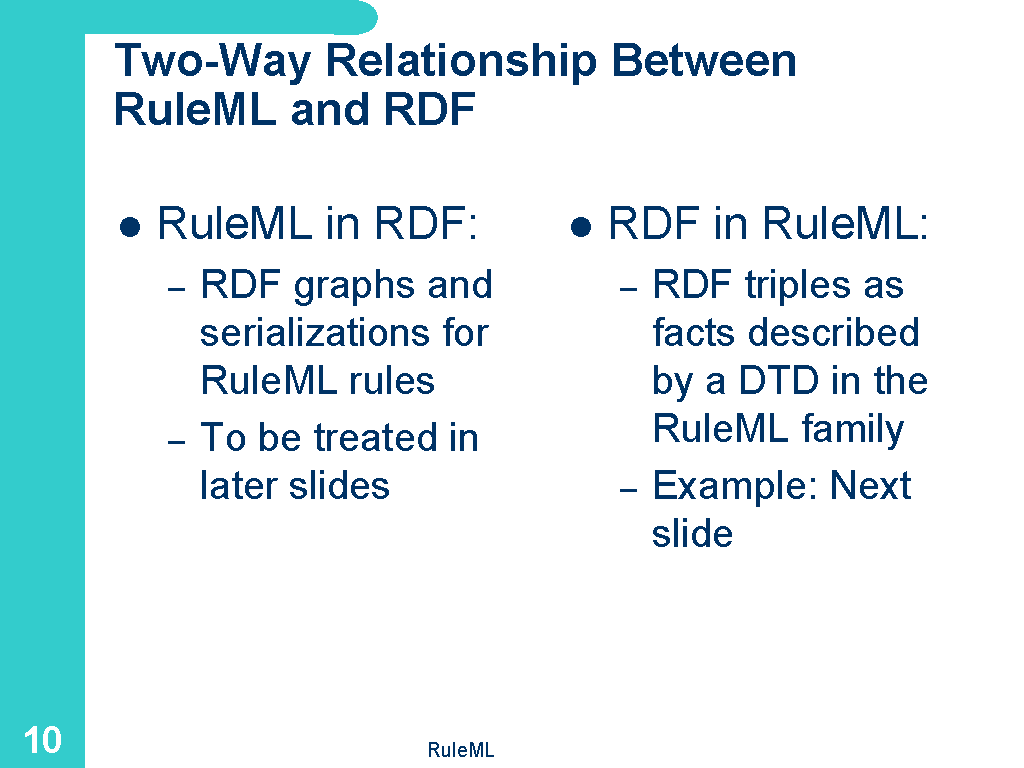 Two-Way Relationship Between
RuleML and RDF
● RuleML in RDF:
– RDF graphs and
serializations for
RuleML rules
– To be treated in
later slides
● RDF in RuleML:
– RDF triples as
facts described
by a DTD in the
RuleML family
– Example: Next
slide
10
RuleML